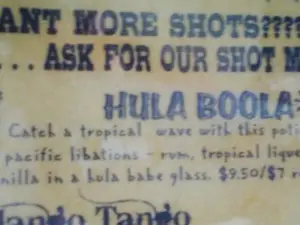 ANT MORE SHOTS????
... ASK FOR OUR SHOT M
HULA BOOLA
Catch a tropical wave with this poti
pacific libations - rum, tropical lique
nilla in a hula babe glass. $9.50/$7 r
Tango